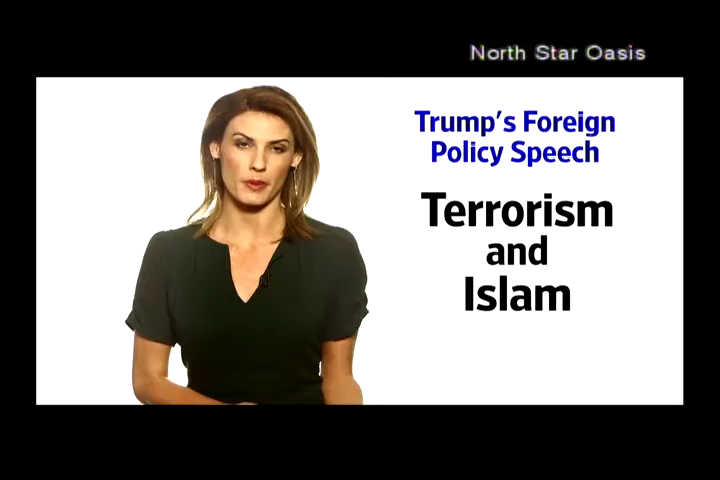 North Star Oasis
Trump's Foreign
Policy Speech
Terrorism
and
Islam